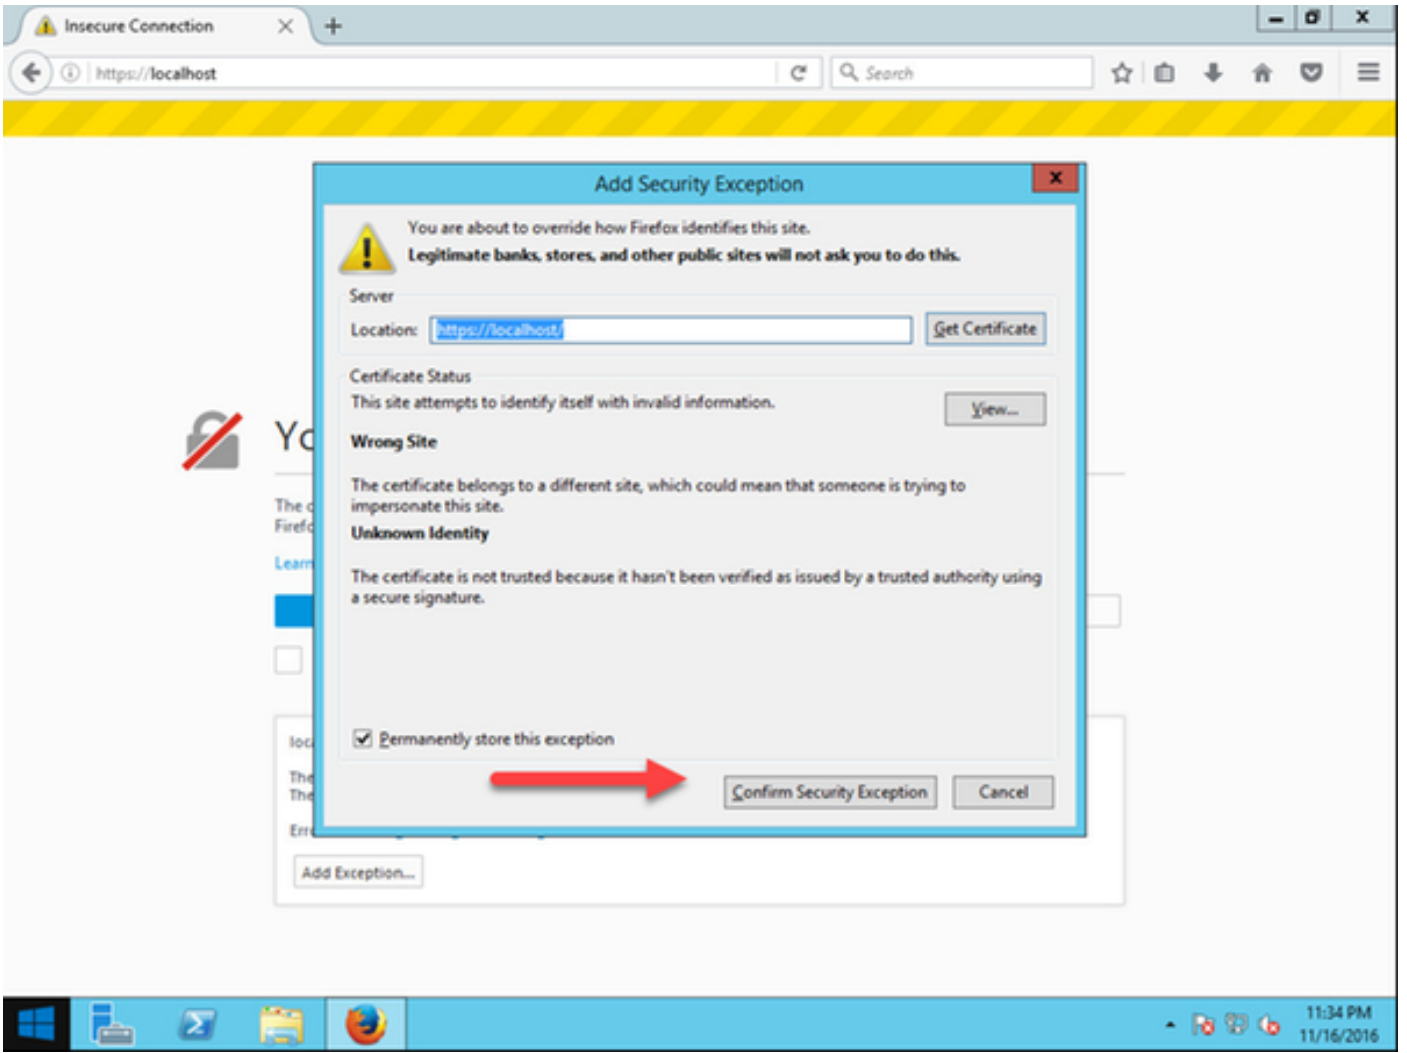 Insecure Connection
https://localhost
Search
Add Security Exception
You are about to override how Firefox identifies this site.
Legitimate banks, stores, and other public sites will not ask you to do this.
Server
Location: https://localhost/ Get Certificate
Certificate Status
This site attempts to identify itself with invalid information.
View...
Wrong Site
The certificate belongs to a different site, which could mean that someone is trying to
impersonate this site.
Unknown Identity
The certificate is not trusted because it hasn't been verified as issued by a trusted authority using
a secure signature.
Permanently store this exception
Confirm Security Exception Cancel
The
Learn
The
The
Add Exception...
11:34 PM
11/16/2016